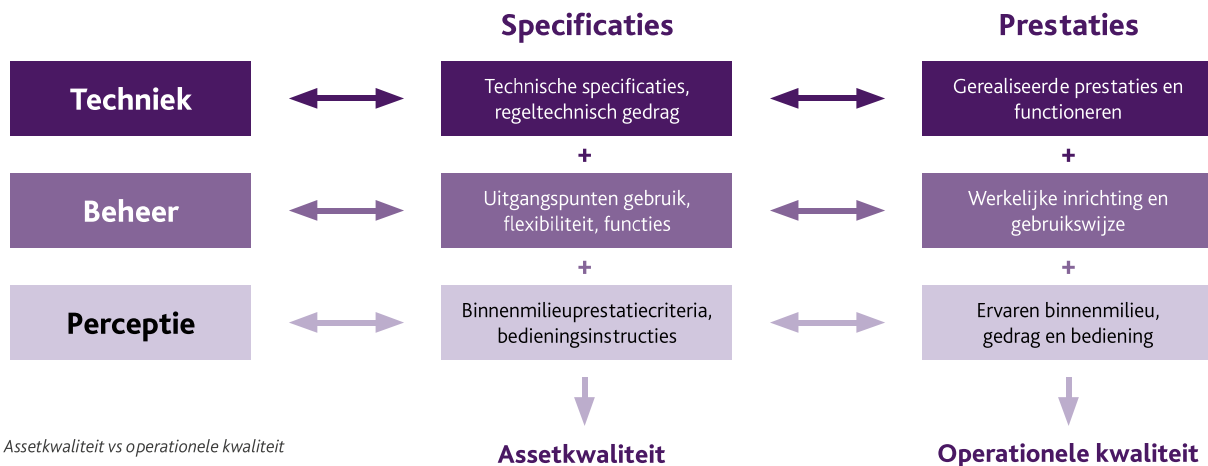 Specificaties
Prestaties
Techniek
Technische specificaties,
regeltechnisch gedrag
Gerealiseerde prestaties en
functioneren
+
+
Beheer
Uitgangspunten gebruik,
flexibiliteit, functies
Werkelijke inrichting en
gebruikswijze
+
+
Perceptie
Binnenmilieuprestatiecriteria,
bedieningsinstructies
Ervaren binnenmilieu,
gedrag en bediening
Assetkwaliteit vs operationele kwaliteit
Assetkwaliteit
Operationele kwaliteit